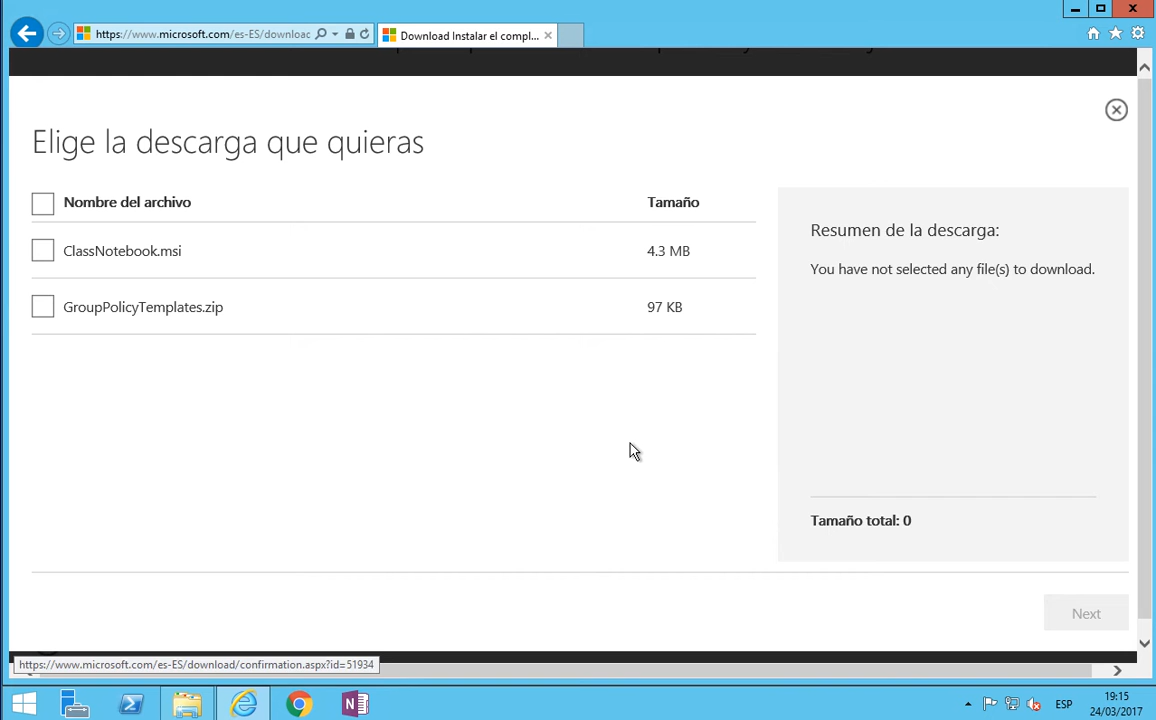 https://www.microsoft.com/es-ES/downloac
Download Instalar el compl...
Elige la descarga que quieras
Nombre del archivo
Tamaño
ClassNotebook.msi
4.3 MB
GroupPolicyTemplates.zip
97 KB
Resumen de la descarga:
You have not selected any file(s) to download.
Tamaño total: 0
Next
https://www.microsoft.com/es-ES/download/confirmation.aspx?id=51934
ESP
19:15
24/03/2017